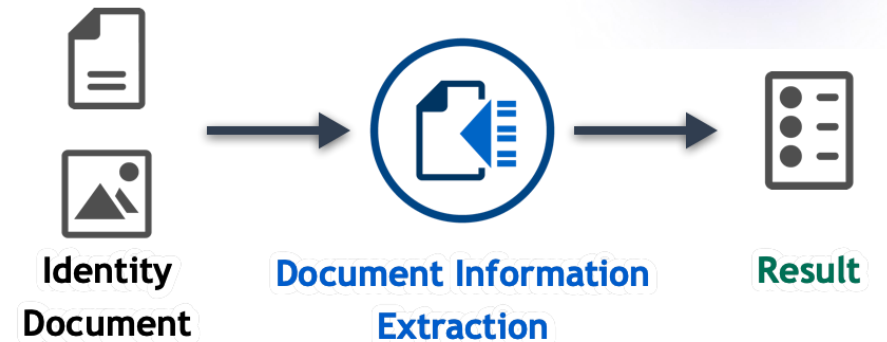 Identity
Document
Document Information
Extraction
Result